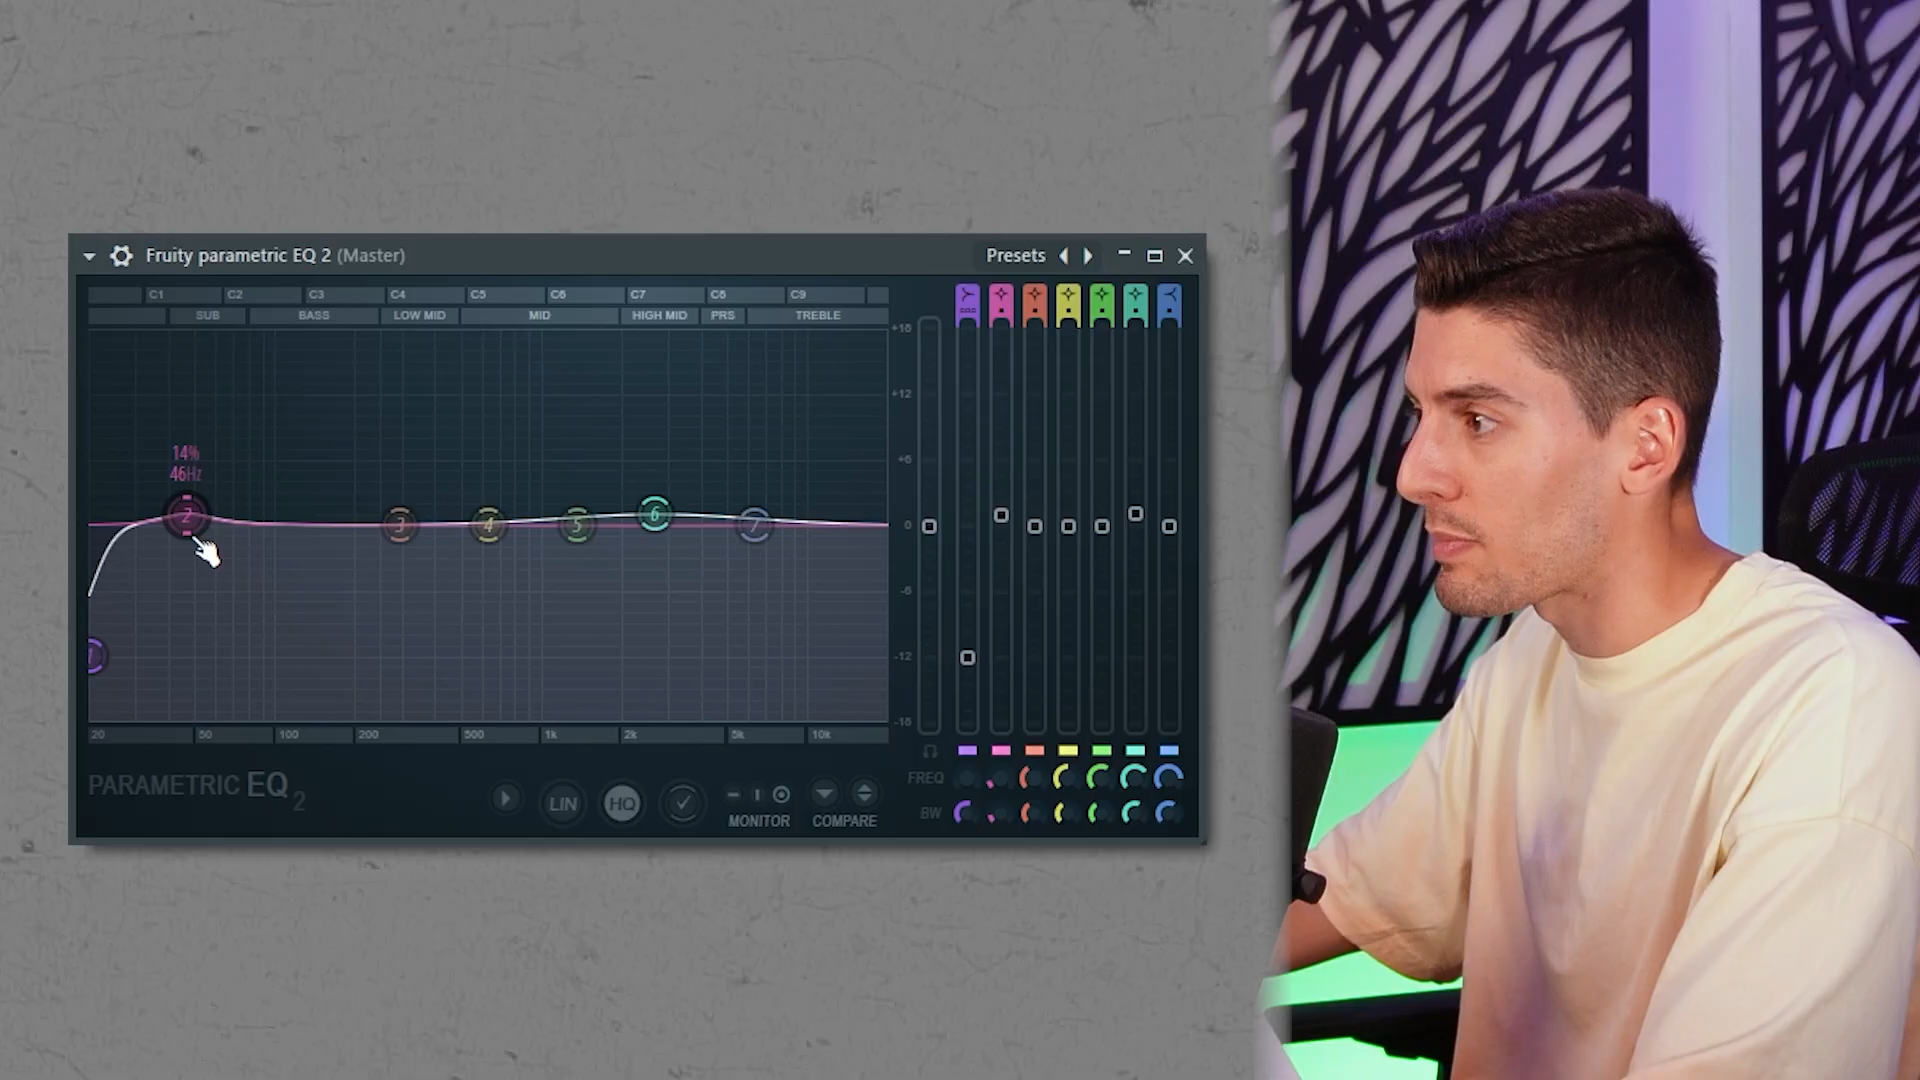 Fruity parametric EQ 2 (Master)
Presets
C1 C2 C3 C4 C5 C6 C7 C8 C9
SUB BASS LOW MID MID HIGH MID PRS TREBLE
+18
+12
+6
0
-6
-12
-18
14%
46Hz
1
2
3
4
5
6
7
20 50 100 200 500 1k 2k 5k 10k
PARAMETRIC EQ 2
LIN
HQ
MONITOR
COMPARE
FREQ
BW